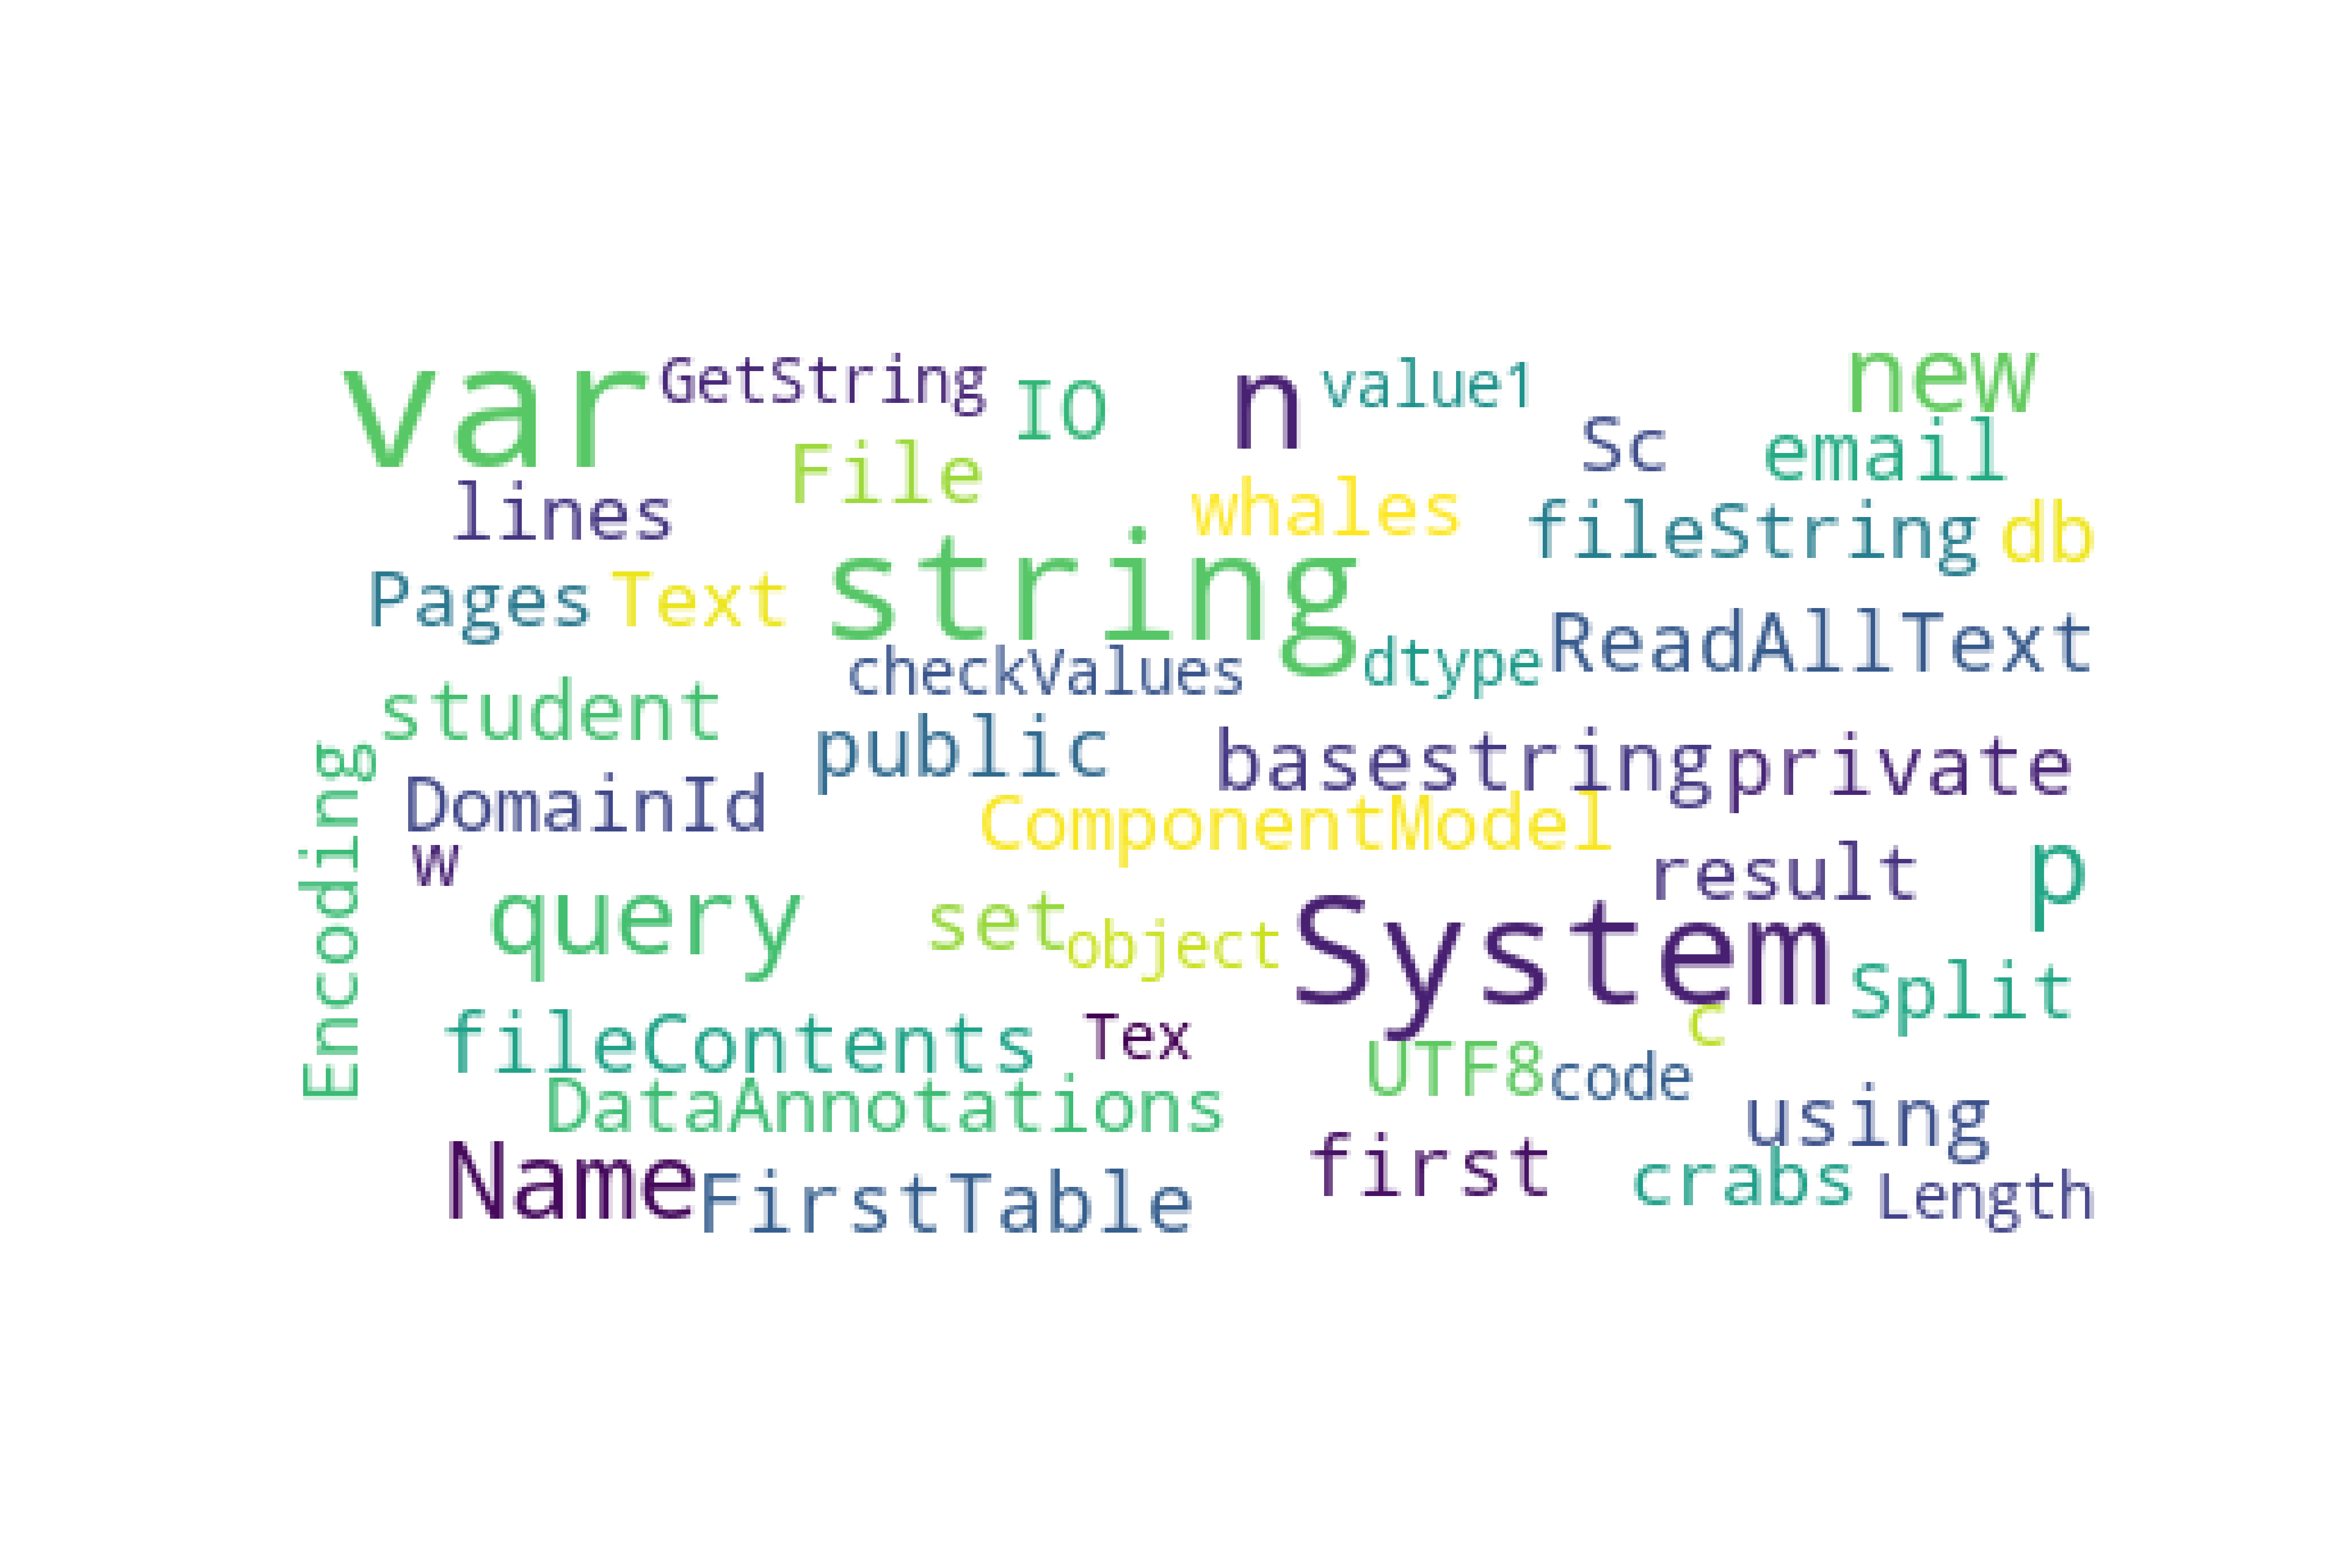 var GetString IO n value1 new
File Sc email
lines whales fileString db
Pages Text string ReadAllText
checkValues dtype
student public basestring private
Encoding DomainId ComponentModel
w result p
query set object System Split
fileContents Tex c
DataAnnotations UTF8 code using
Name FirstTable first crabs Length